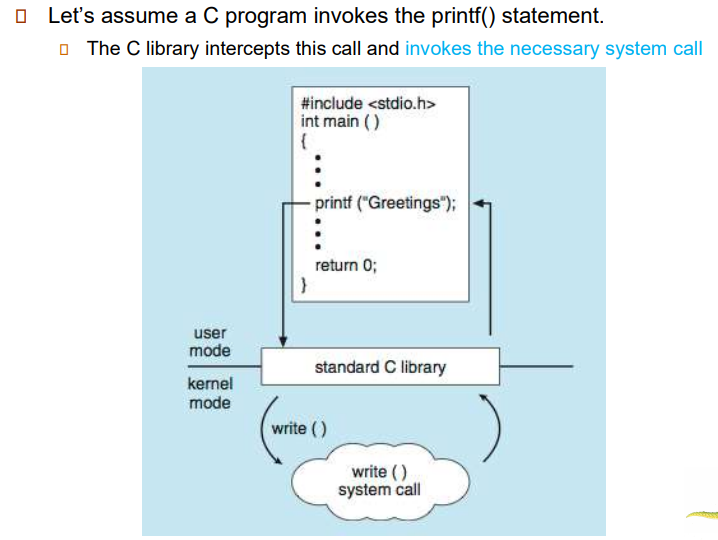 Let's assume a C program invokes the printf() statement.
The C library intercepts this call and invokes the necessary system call
#include <stdio.h>
int main ( )
{
printf ("Greetings");
return 0;
}
user
mode
standard C library
kernel
mode
write ( )
write ( )
system call